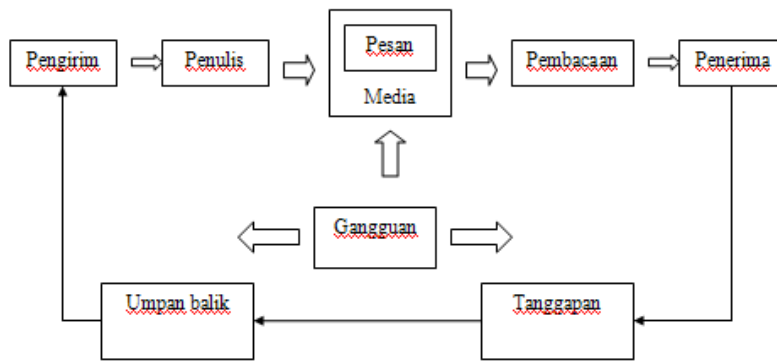 Pengirim
Penulis
Pesan
Media
Pembacaan
Penerima
Gangguan
Umpan balik
Tanggapan